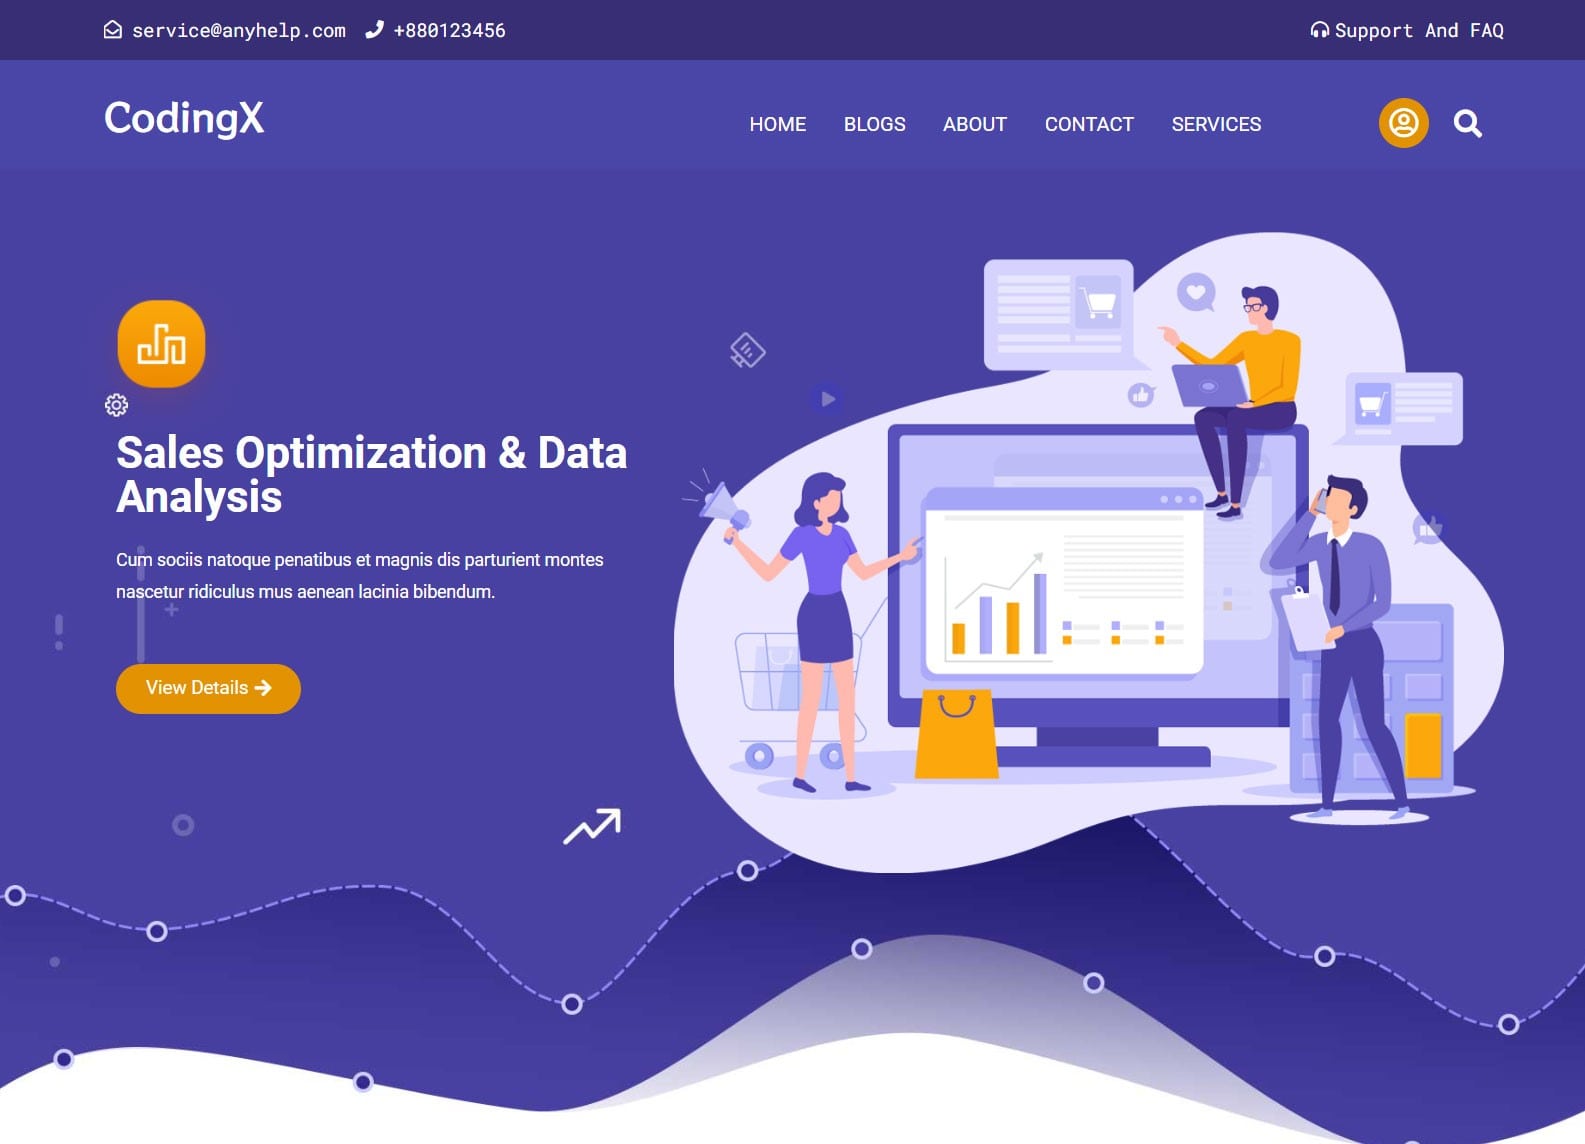 service@anyhelp.com +880123456 Support And FAQ
CodingX HOME BLOGS ABOUT CONTACT SERVICES
Sales Optimization & Data
Analysis
Cum sociis natoque penatibus et magnis dis parturient montes
nascetur ridiculus mus aenean lacinia bibendum.
View Details